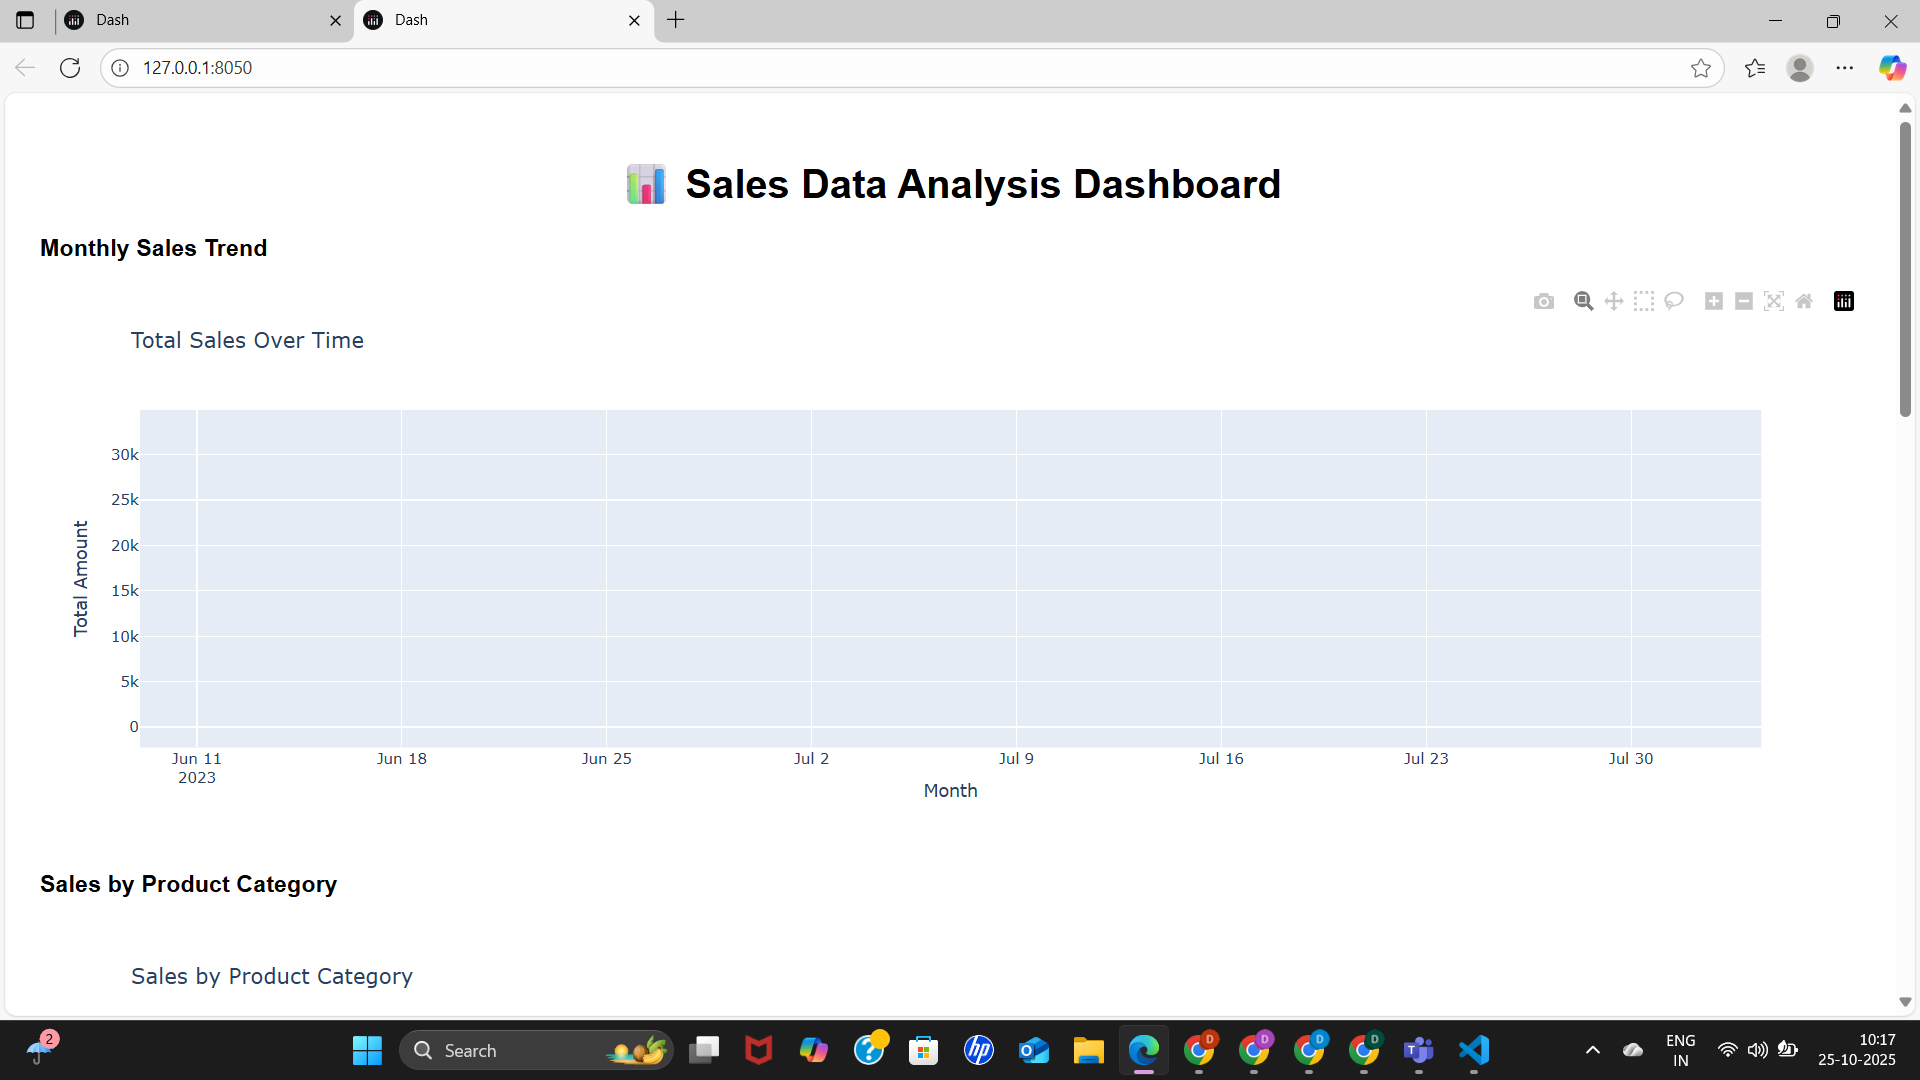 Dash
Dash
127.0.0.1:8050
Sales Data Analysis Dashboard
Monthly Sales Trend
Total Sales Over Time
30k
25k
20k
15k
10k
5k
0
Total Amount
Jun 11 Jun 18 Jun 25 Jul 2 Jul 9 Jul 16 Jul 23 Jul 30
2023
Month
Sales by Product Category
Sales by Product Category
2
Search
hp
D
D
D
D
ENG
IN
10:17
25-10-2025